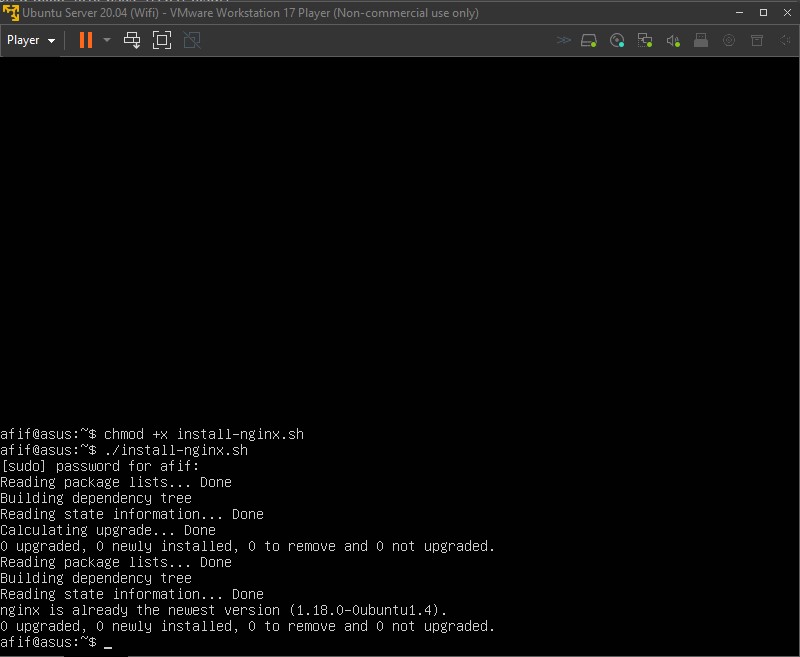 Ubuntu Server 20.04 (Wifi) - VMware Workstation 17 Player (Non-commercial use only)
Player
afif@asus:~$ chmod +x install-nginx.sh
afif@asus:~$ ./install-nginx.sh
[sudo] password for afif:
Reading package lists... Done
Building dependency tree
Reading state information... Done
Calculating upgrade... Done
0 upgraded, 0 newly installed, 0 to remove and 0 not upgraded.
Reading package lists... Done
Building dependency tree
Reading state information... Done
nginx is already the newest version (1.18.0-0ubuntu1.4).
0 upgraded, 0 newly installed, 0 to remove and 0 not upgraded.
afif@asus:~$ _